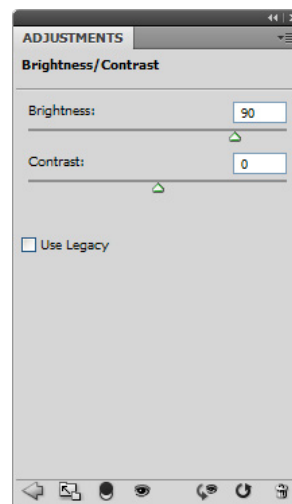 ADJUSTMENTS
Brightness/Contrast
Brightness: 90
Contrast: 0
Use Legacy